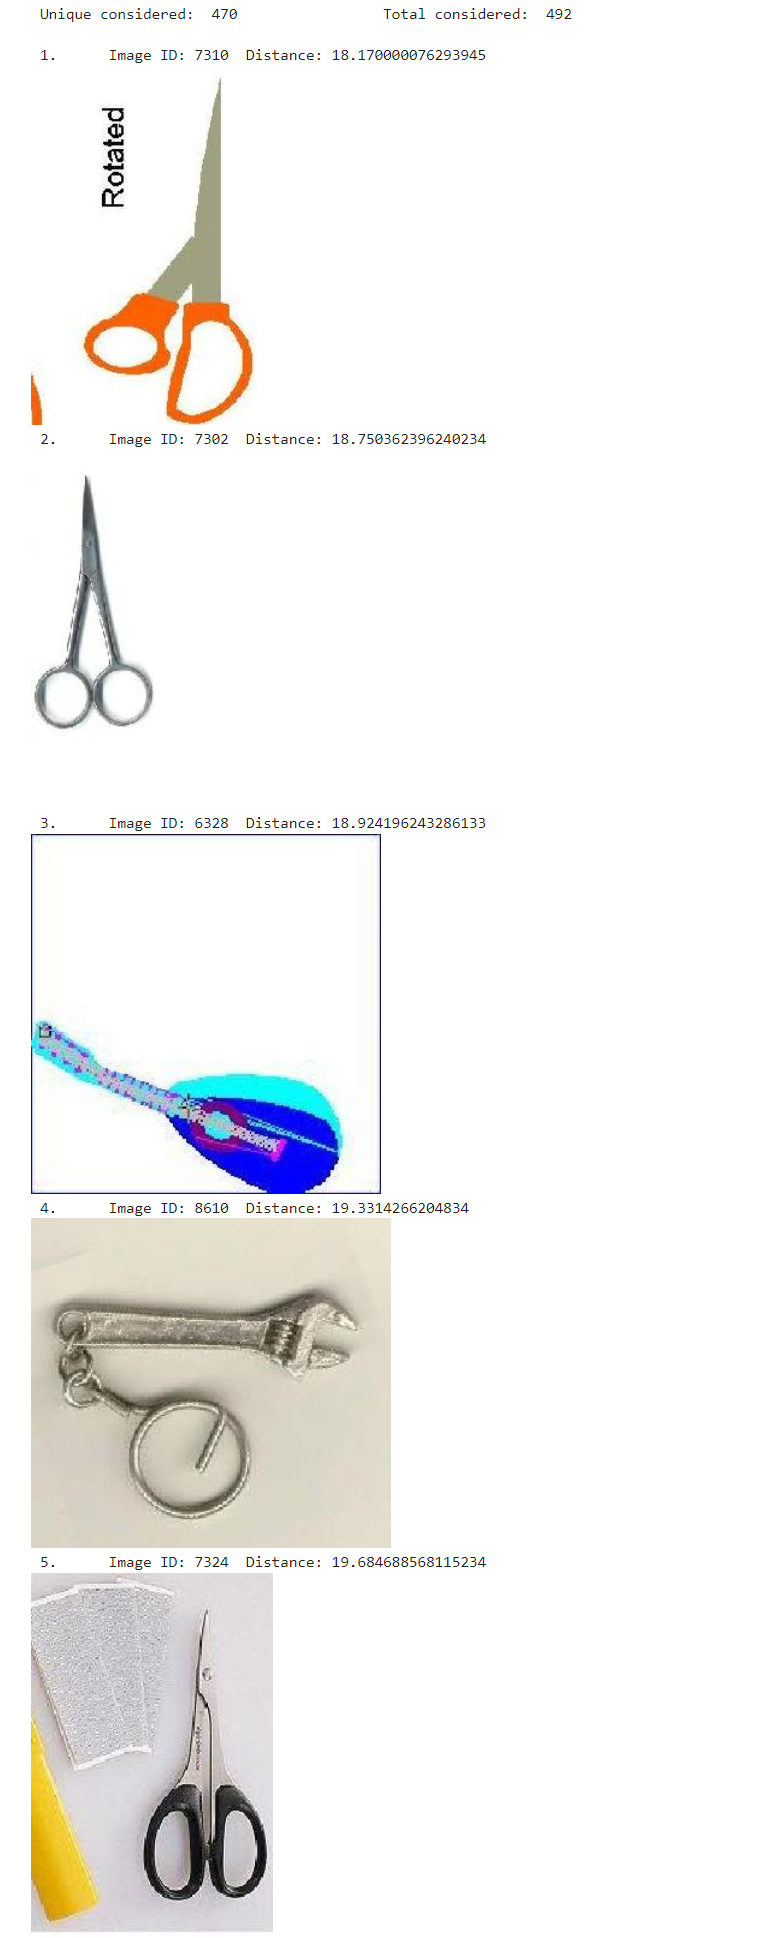 Unique considered:  470                 Total considered:  492
1.      Image ID: 7310  Distance: 18.170000076293945
Rotated
2.      Image ID: 7302  Distance: 18.750362396240234
3.      Image ID: 6328  Distance: 18.924196243286133
4.      Image ID: 8610  Distance: 19.3314266204834
5.      Image ID: 7324  Distance: 19.684688568115234